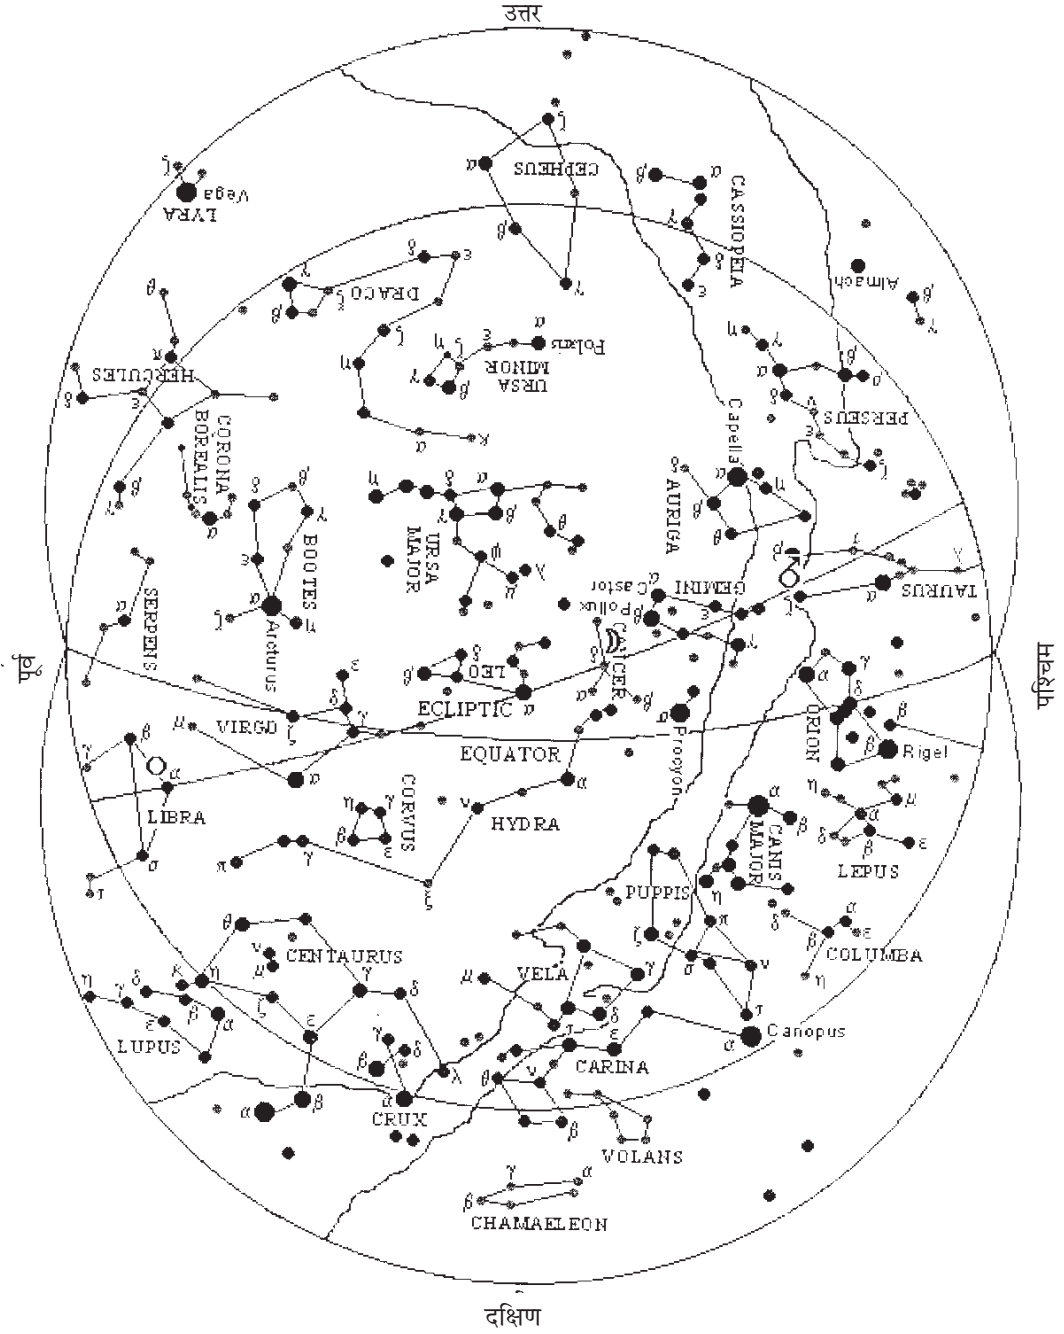 उत्तर
ζ
α
CEPHEUS
β
γ
β
α
CASSIOPEIA
γ
δ
ε
ζ
Vega
LYRA
δ
ε
γ
DRACO
ξ
β
ζ
η
α
κ
Almach
β
γ
θ
π
HERCULES
δ
ε
β
γ
α
Polaris
ε
ζ
η
URSA
MINOR
γ
β
η
γ
α
β
δ
PERSEUS
ν
ε
ζ
Capella
α
δ
AURIGA
β
θ
CORONA
BOREALIS
α
δ
β
γ
BOOTES
ε
α
η
ζ
Arcturus
η
δ
α
γ
β
URSA
MAJOR
θ
ψ
λ
μ
SERPENS
α
β
τ
λ
TAURUS
α
ζ
α Castor
GEMINI
β Pollux
ε
γ
ζ
CANCER
δ
α
β
LEO
δ
β
α
ECLIPTIC
ε
δ
γ
VIRGO
ζ
α
पूर्व
पश्चिम
μ
β
γ
α
LIBRA
σ
τ
EQUATOR
α
Procyon
α
γ
δ
ORION
β
β
Rigel
α
ν
HYDRA
ξ
γ
π
CORVUS
η
γ
β
ε
α
β
CANIS
MAJOR
η
η
μ
α
δ
β
ε
LEPUS
PUPPIS
ζ
π
σ
ν
τ
α
δ
β
ε
COLUMBA
η
θ
CENTAURUS
ν
μ
κ
η
γ
δ
ζ
ε
λ
β
α
η
γ
δ
β
α
ε
LUPUS
VELA
μ
γ
δ
ε
CARINA
Canopus
α
θ
ν
β
γ
δ
β
α
CRUX
VOLANS
γ
α
β
CHAMAELEON
दक्षिण